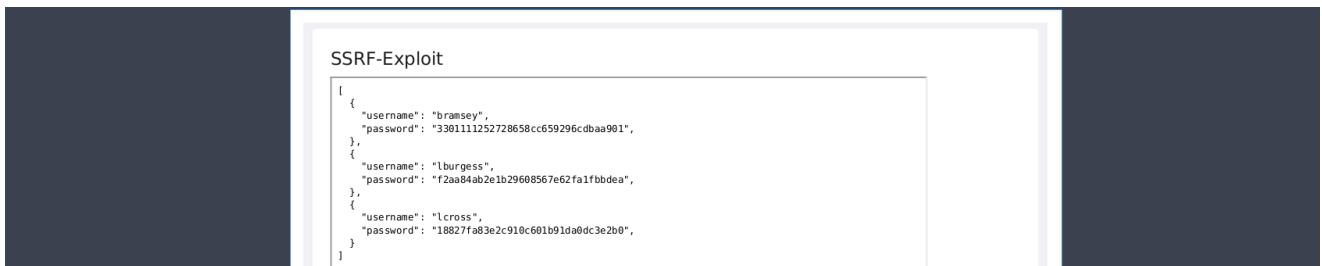 SSRF-Exploit
[
{
"username": "bramsey",
"password": "3301111252728658cc659296cdbaa901",
},
{
"username": "lburgess",
"password": "f2aa84ab2e1b29608567e62fa1fbbdea",
},
{
"username": "lcross",
"password": "18827fa83e2c910c601b91da0dc3e2b0",
}
]